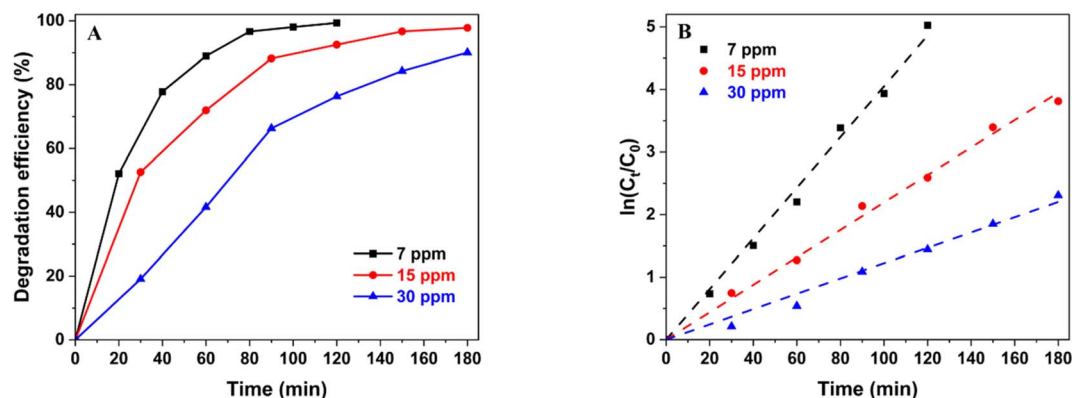 A
Degradation efficiency (%)
100
80
60
40
20
0
7 ppm
15 ppm
30 ppm
0 20 40 60 80 100 120 140 160 180
Time (min)
B
ln(Cₜ/C₀)
5
4
3
2
1
0
7 ppm
15 ppm
30 ppm
0 20 40 60 80 100 120 140 160 180
Time (min)